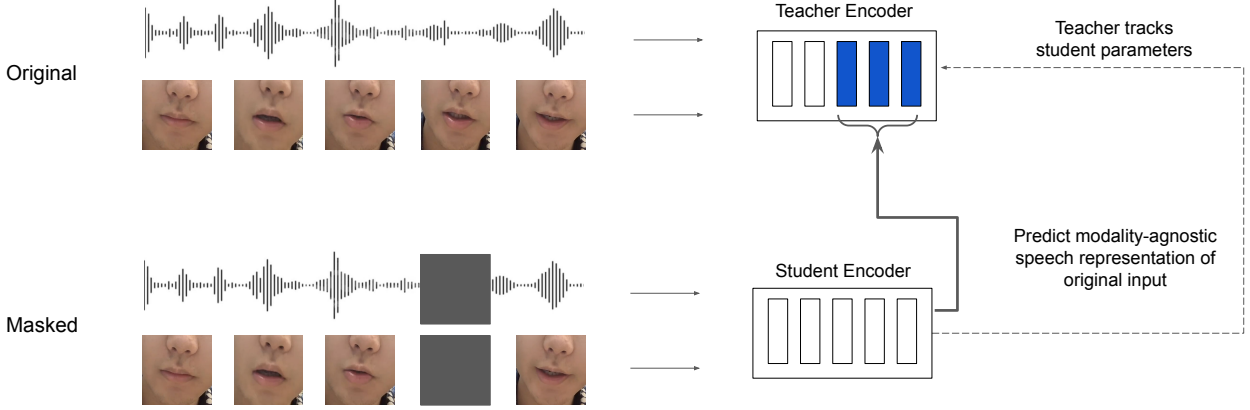 Teacher Encoder
Teacher tracks
student parameters
Original
Predict modality-agnostic
speech representation of
original input
Student Encoder
Masked